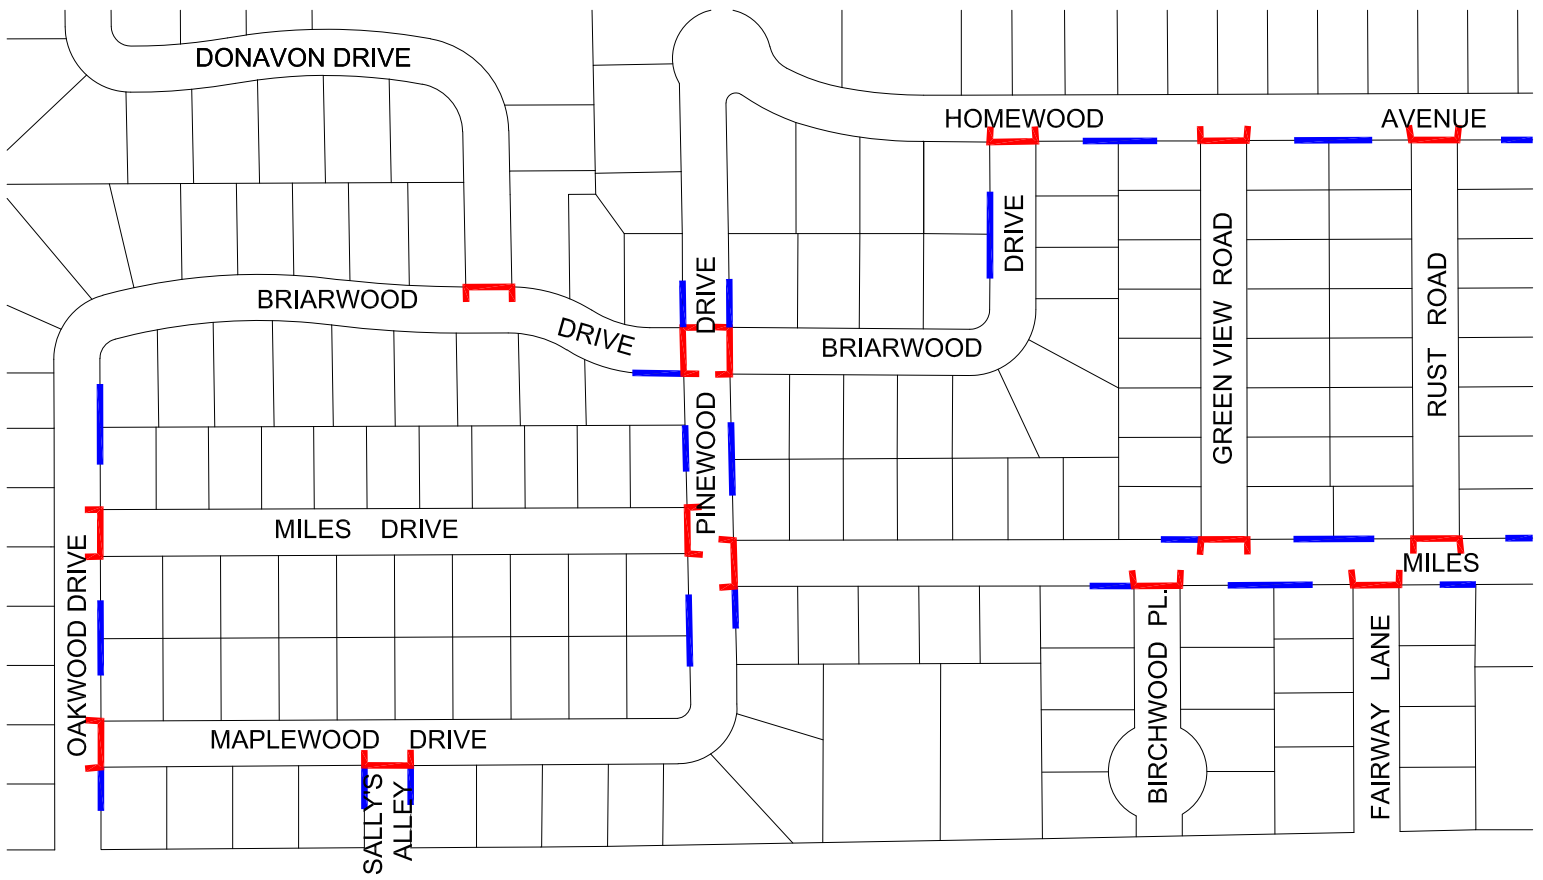 DONAVON DRIVE
HOMEWOOD AVENUE
BRIARWOOD
DRIVE
DRIVE
DRIVE
BRIARWOOD
GREEN VIEW ROAD
RUST ROAD
PINEWOOD
MILES DRIVE
MILES
OAKWOOD DRIVE
MAPLEWOOD DRIVE
SALLY'S
ALLEY
BIRCHWOOD PL.
FAIRWAY LANE